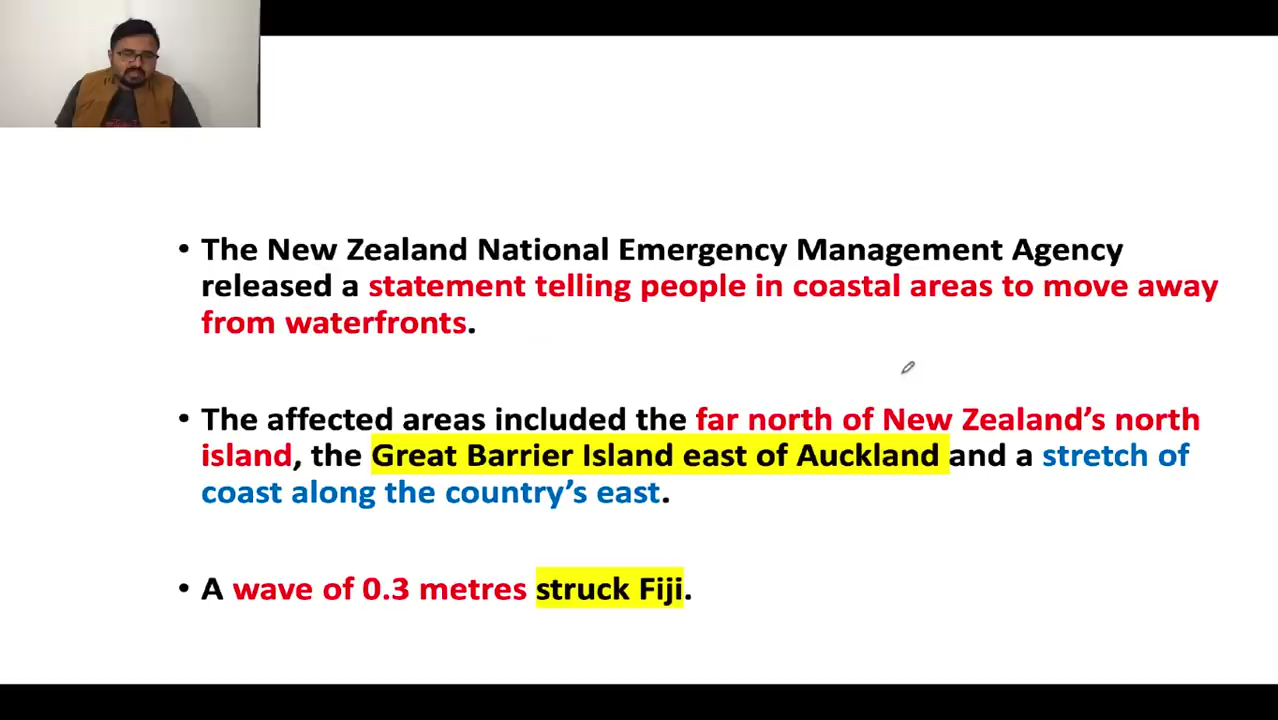 • The New Zealand National Emergency Management Agency
released a statement telling people in coastal areas to move away
from waterfronts.
• The affected areas included the far north of New Zealand's north
island, the Great Barrier Island east of Auckland and a stretch of
coast along the country's east.
• A wave of 0.3 metres struck Fiji.